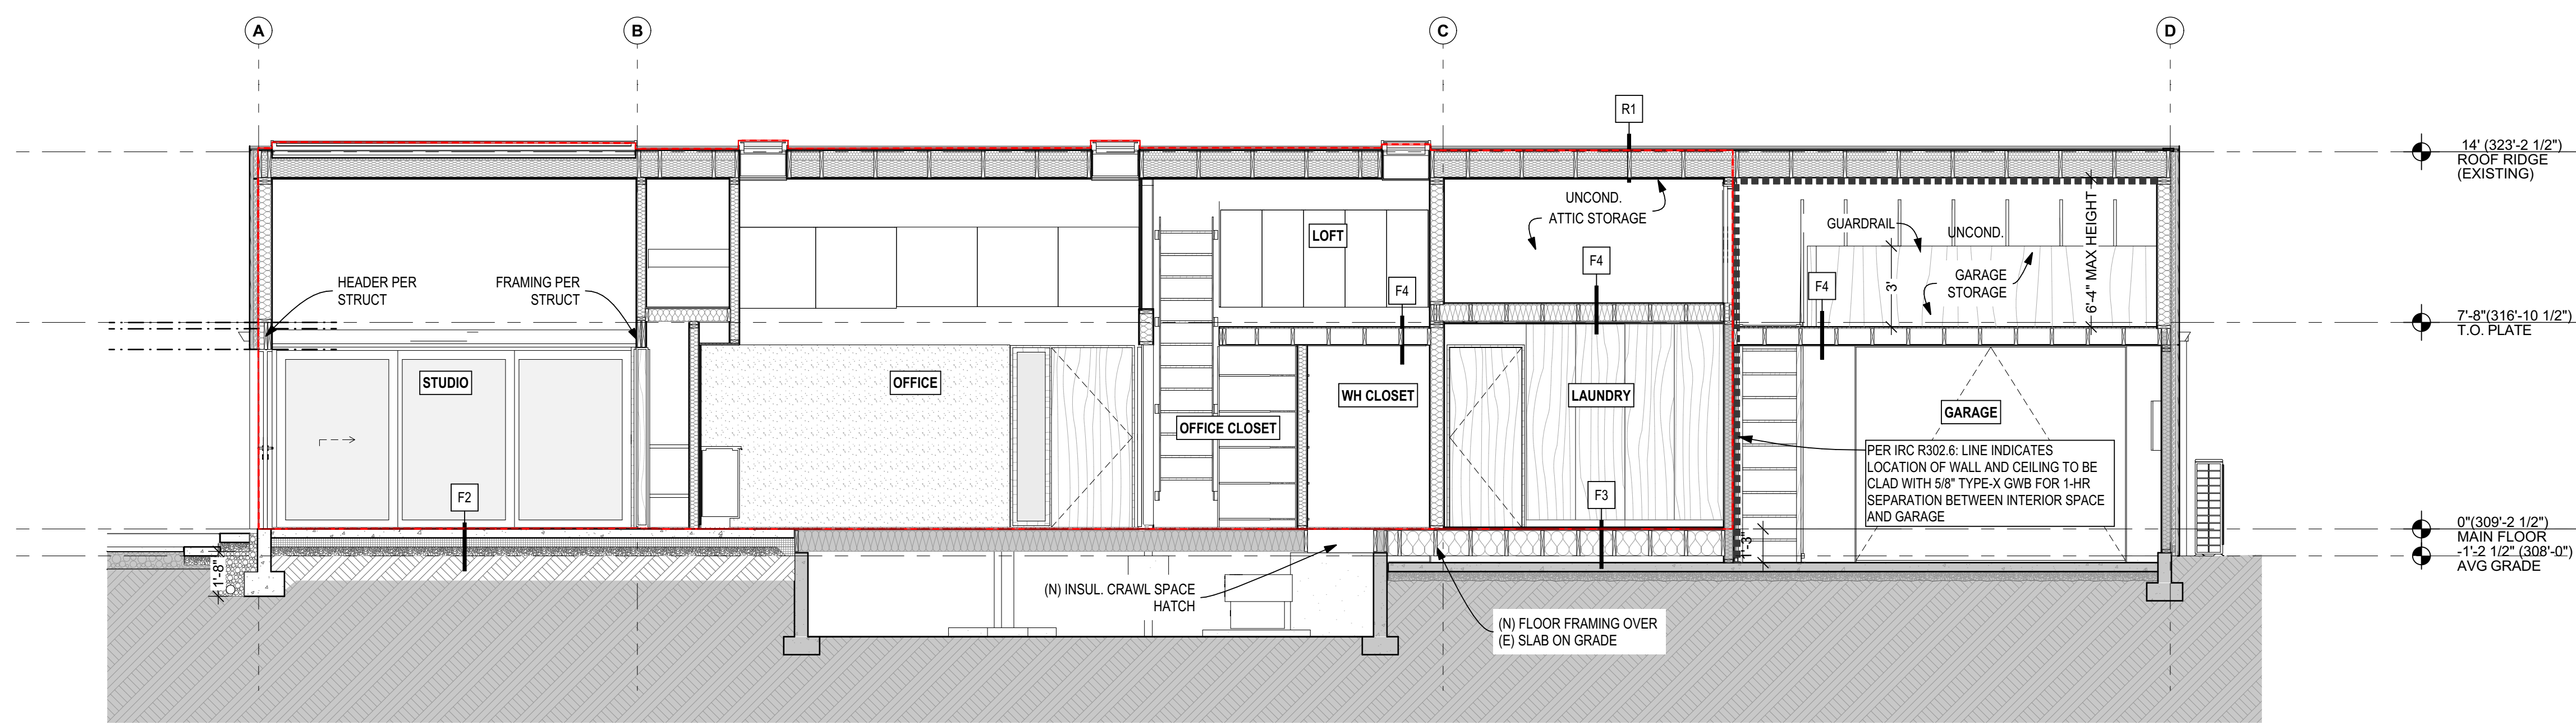 A
B
C
D
R1
14' (323'-2 1/2")
ROOF RIDGE
(EXISTING)
UNCOND.
ATTIC STORAGE
LOFT
GUARDRAIL
UNCOND.
6'-4" MAX HEIGHT
HEADER PER
STRUCT
FRAMING PER
STRUCT
F4
F4
F4
3'
GARAGE
STORAGE
7'-8"(316'-10 1/2")
T.O. PLATE
STUDIO
OFFICE
WH CLOSET
LAUNDRY
GARAGE
OFFICE CLOSET
PER IRC R302.6: LINE INDICATES
LOCATION OF WALL AND CEILING TO BE
CLAD WITH 5/8" TYPE-X GWB FOR 1-HR
SEPARATION BETWEEN INTERIOR SPACE
AND GARAGE
F2
F3
0"(309'-2 1/2")
MAIN FLOOR
-1'-2 1/2" (308'-0")
AVG GRADE
1'-3"
1'-8"
(N) INSUL. CRAWL SPACE
HATCH
(N) FLOOR FRAMING OVER
(E) SLAB ON GRADE